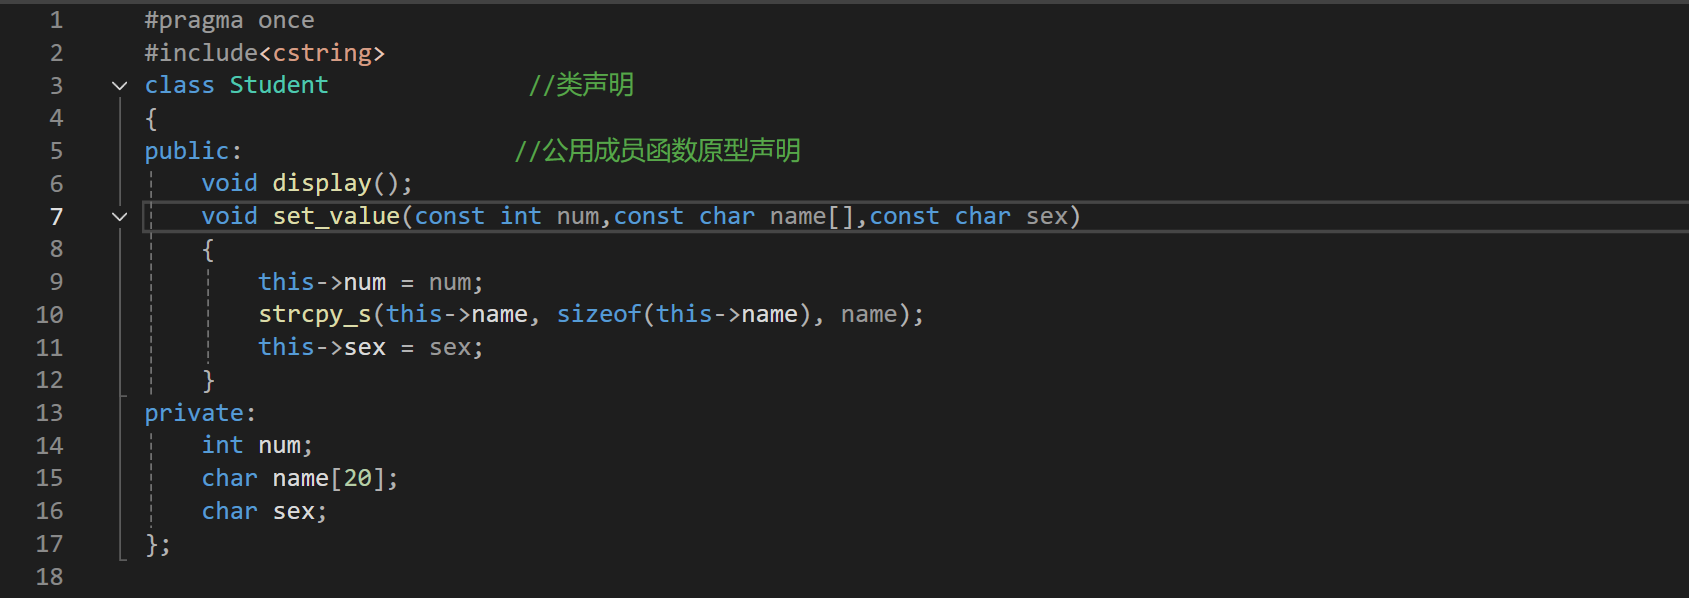 1 #pragma once
2 #include<cstring>
3 class Student //类声明
4 {
5 public: //公用成员函数原型声明
6 void display();
7 void set_value(const int num,const char name[],const char sex)
8 {
9 this->num = num;
10 strcpy_s(this->name, sizeof(this->name), name);
11 this->sex = sex;
12 }
13 private:
14 int num;
15 char name[20];
16 char sex;
17 };
18